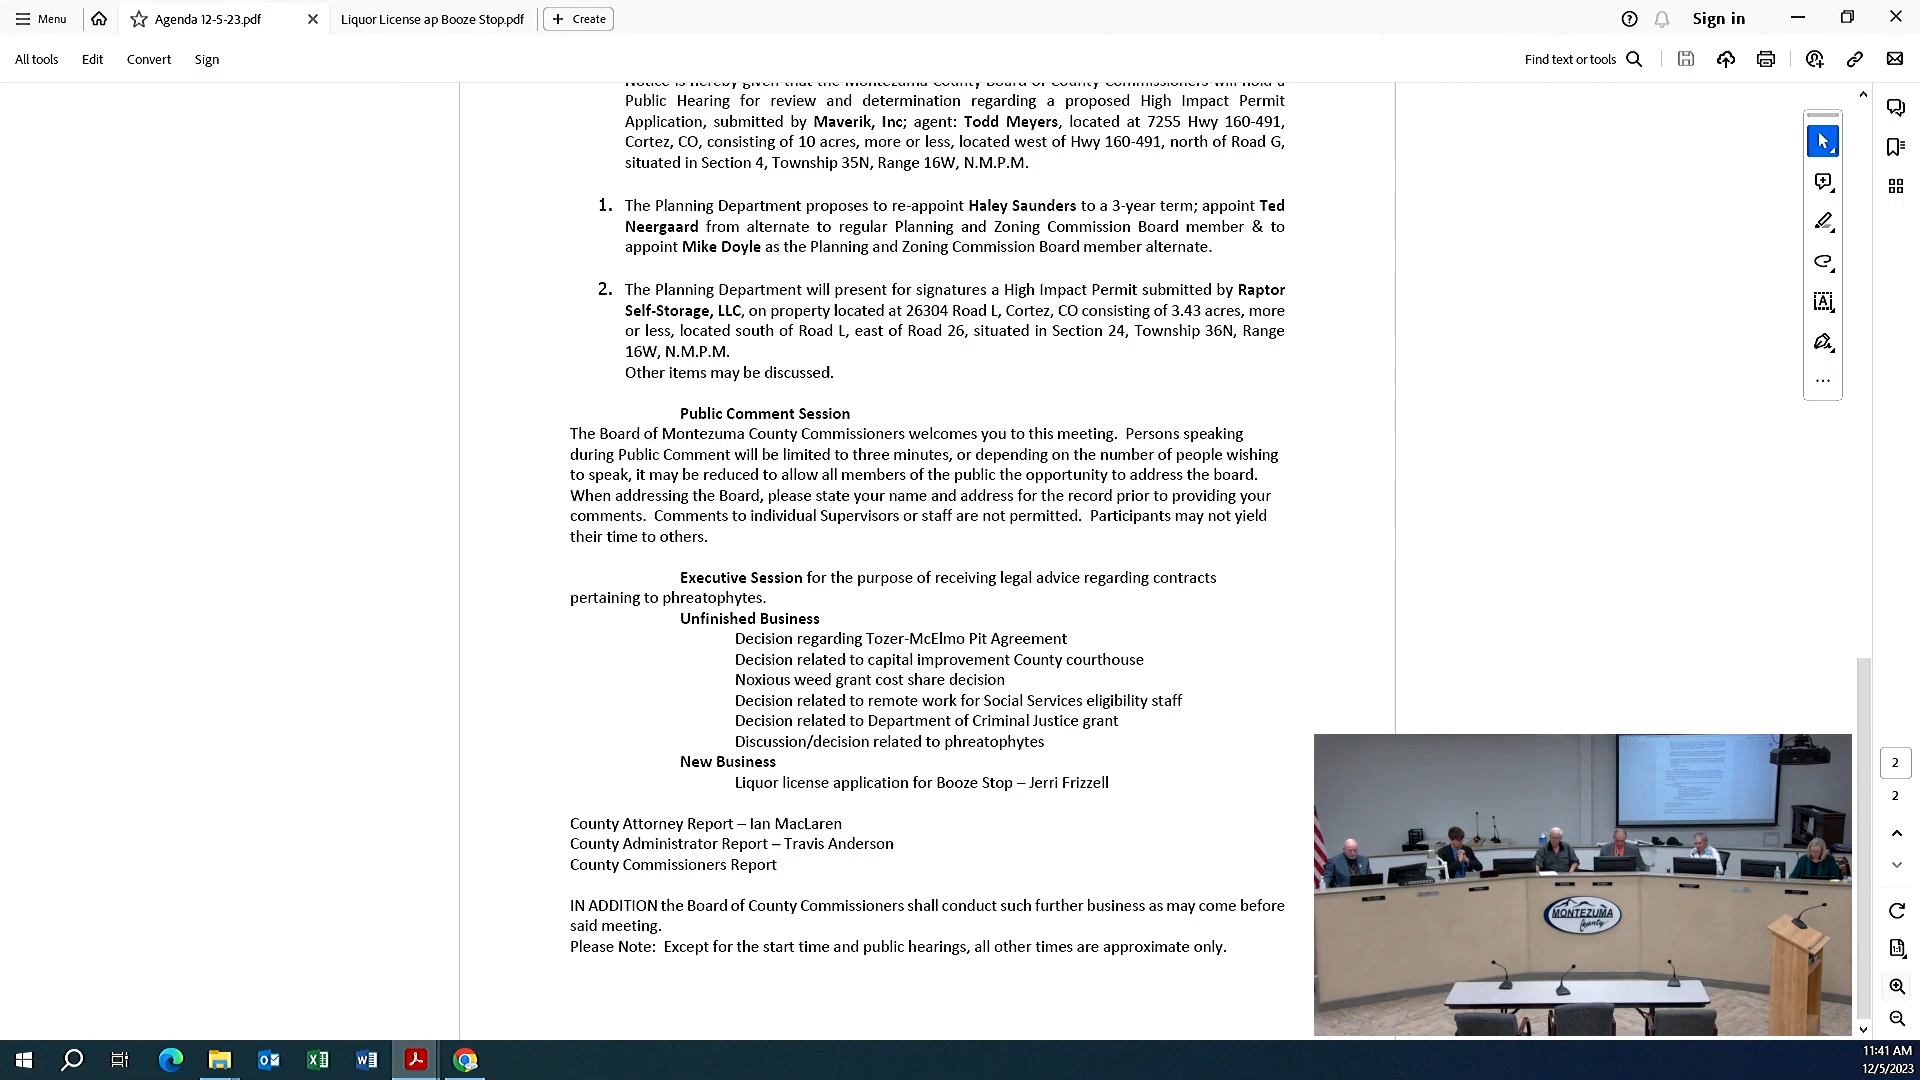 Menu
Agenda 12-5-23.pdf
Liquor License ap Booze Stop.pdf
Create
Sign in
All tools
Edit
Convert
Sign
Find text or tools
Notice is hereby given that the Montezuma County Board of County Commissioners will hold a
Public Hearing for review and determination regarding a proposed High Impact Permit
Application, submitted by Maverik, Inc; agent: Todd Meyers, located at 7255 Hwy 160-491,
Cortez, CO, consisting of 10 acres, more or less, located west of Hwy 160-491, north of Road G,
situated in Section 4, Township 35N, Range 16W, N.M.P.M.
1. The Planning Department proposes to re-appoint Haley Saunders to a 3-year term; appoint Ted
Neergaard from alternate to regular Planning and Zoning Commission Board member & to
appoint Mike Doyle as the Planning and Zoning Commission Board member alternate.
2. The Planning Department will present for signatures a High Impact Permit submitted by Raptor
Self-Storage, LLC, on property located at 26304 Road L, Cortez, CO consisting of 3.43 acres, more
or less, located south of Road L, east of Road 26, situated in Section 24, Township 36N, Range
16W, N.M.P.M.
Other items may be discussed.
Public Comment Session
The Board of Montezuma County Commissioners welcomes you to this meeting.  Persons speaking
during Public Comment will be limited to three minutes, or depending on the number of people wishing
to speak, it may be reduced to allow all members of the public the opportunity to address the board.
When addressing the Board, please state your name and address for the record prior to providing your
comments.  Comments to individual Supervisors or staff are not permitted.  Participants may not yield
their time to others.
Executive Session for the purpose of receiving legal advice regarding contracts
pertaining to phreatophytes.
Unfinished Business
Decision regarding Tozer-McElmo Pit Agreement
Decision related to capital improvement County courthouse
Noxious weed grant cost share decision
Decision related to remote work for Social Services eligibility staff
Decision related to Department of Criminal Justice grant
Discussion/decision related to phreatophytes
New Business
Liquor license application for Booze Stop – Jerri Frizzell
County Attorney Report – Ian MacLaren
County Administrator Report – Travis Anderson
County Commissioners Report
IN ADDITION the Board of County Commissioners shall conduct such further business as may come before
said meeting.
Please Note:  Except for the start time and public hearings, all other times are approximate only.
2
2
MONTEZUMA
County
11:41 AM
12/5/2023